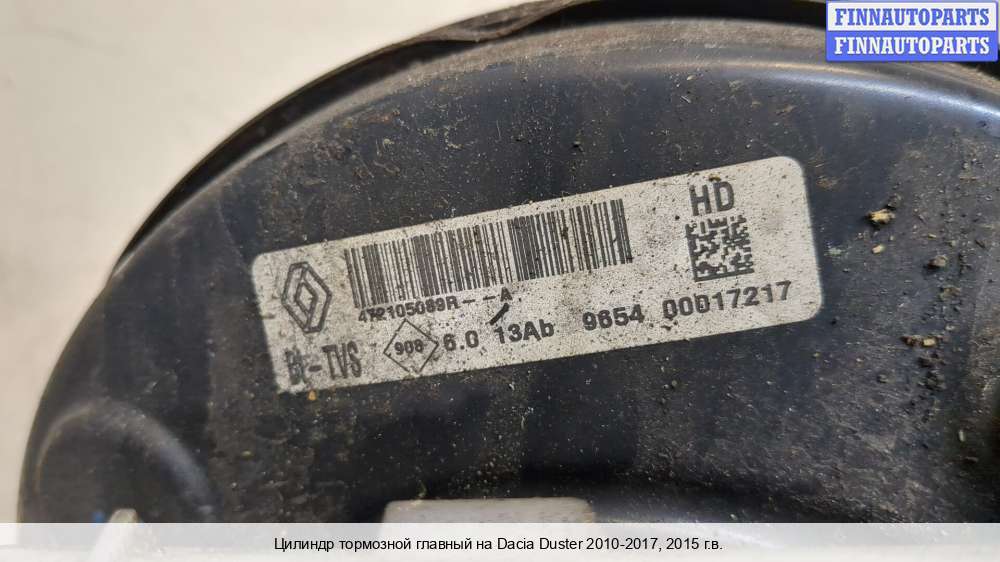 FINNAUTOPARTS
FINNAUTOPARTS
HD
472105089R--A
908 6.0 13Ab 9654 00017217
-TVS
Цилиндр тормозной главный на Dacia Duster 2010-2017, 2015 г.в.